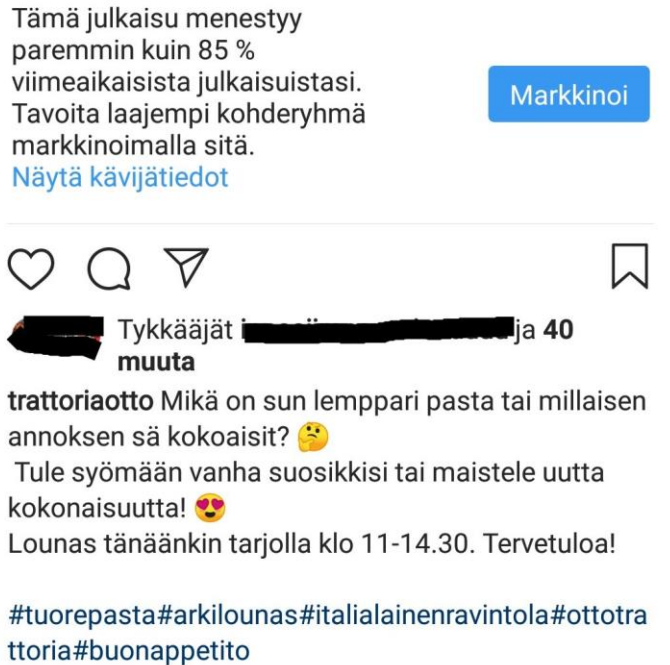 Tämä julkaisu menestyy
paremmin kuin 85 %
viimeaikaisista julkaisuistasi.
Tavoita laajempi kohderyhmä
markkinoimalla sitä.
Markkinoi
Näytä kävijätiedot
Tykkääjät ja 40
muuta
trattoriaotto Mikä on sun lemppari pasta tai millaisen
annoksen sä kokoaisit? 🤔
Tule syömään vanha suosikkisi tai maistele uutta
kokonaisuutta! 😍
Lounas tänäänkin tarjolla klo 11-14.30. Tervetuloa!
#tuorepasta#arkilounas#italialainenravintola#ottotra
ttoria#buonappetito